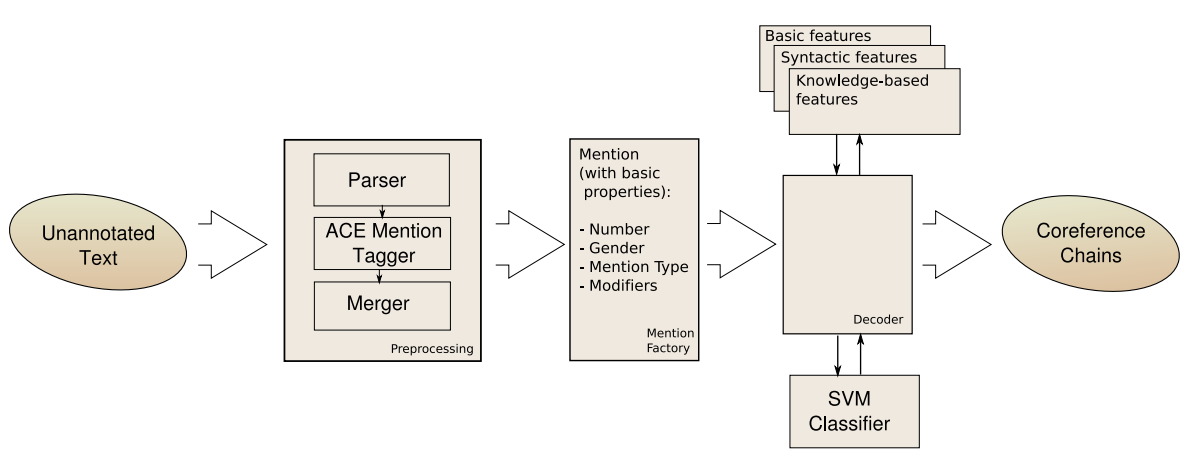 Unannotated
Text
Parser
ACE Mention
Tagger
Merger
Preprocessing
Mention
(with basic
properties):
- Number
- Gender
- Mention Type
- Modifiers
Mention
Factory
Basic features
Syntactic features
Knowledge-based
features
Decoder
SVM
Classifier
Coreference
Chains